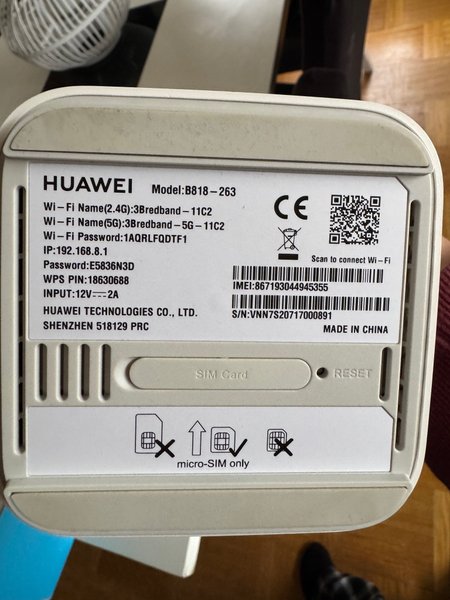 HUAWEI Model:B818-263
Wi-Fi Name(2.4G):3Bredband-11C2
Wi-Fi Name(5G):3Bredband-5G-11C2
Wi-Fi Password:1AQRLFQDTF1
IP:192.168.8.1
Password:E5836N3D
WPS PIN:18630688
INPUT:12V⎓2A
HUAWEI TECHNOLOGIES CO., LTD.
SHENZHEN 518129 PRC
CE
Scan to connect Wi-Fi
IMEI:867193044945355
S/N:VNN7S20717000891
MADE IN CHINA
SIM Card
RESET
micro-SIM only